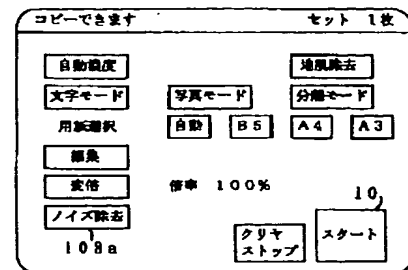 コピーできます セット 1枚
自動濃度 地肌除去
文字モード 写真モード 分離モード
用紙選択 自動 B5 A4 A3
編集
変倍 倍率 100%
ノイズ除去 10
108a クリヤ スタート
ストップ